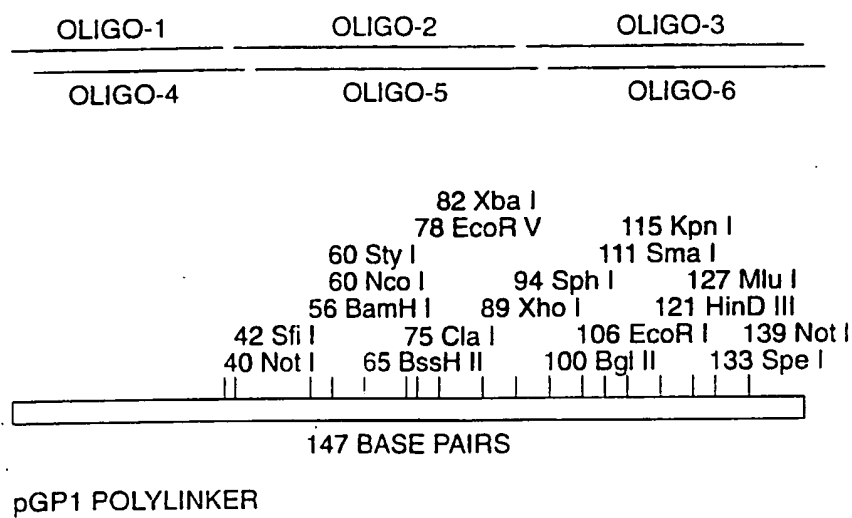 OLIGO-1 OLIGO-2 OLIGO-3
OLIGO-4 OLIGO-5 OLIGO-6
82 Xba I
78 EcoR V 115 Kpn I
60 Sty I 111 Sma I
60 Nco I 94 Sph I 127 Mlu I
56 BamH I 89 Xho I 121 HinD III
42 Sfi I 75 Cla I 106 EcoR I 139 Not I
40 Not I 65 BssH II 100 Bgl II 133 Spe I
147 BASE PAIRS
pGP1 POLYLINKER